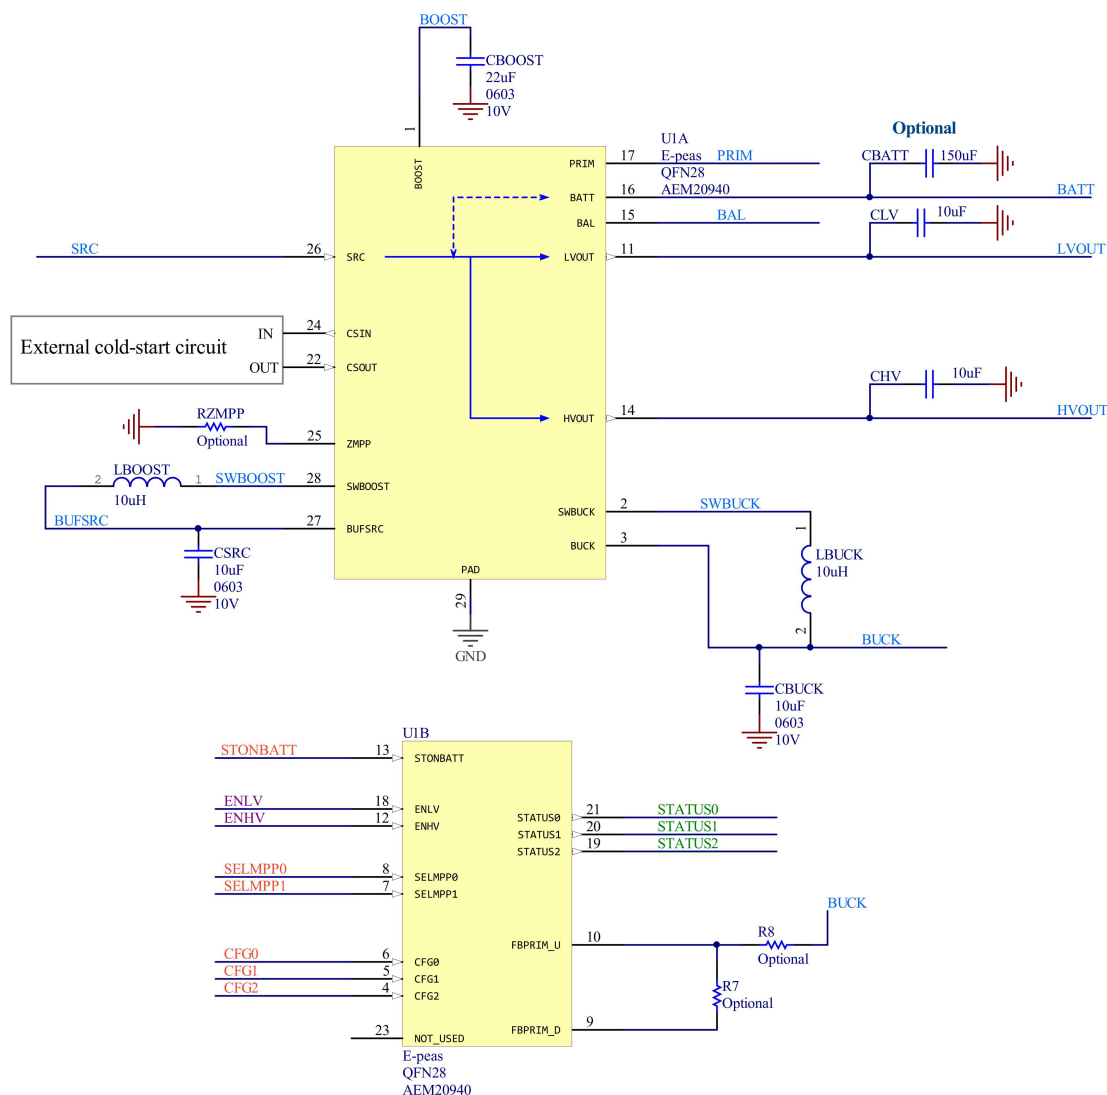 BOOST
CBOOST
22uF
0603
10V
1
BOOST
U1A
E-peas
QFN28
AEM20940
PRIM
17
PRIM
BATT
16
BAL
15
BAL
LVOUT
11
Optional
CBATT
150uF
BATT
CLV
10uF
LVOUT
SRC
26
SRC
External cold-start circuit
IN
24
CSIN
OUT
22
CSOUT
CHV
10uF
HVOUT
14
HVOUT
RZMPP
Optional
25
ZMPP
LBOOST
2
1
10uH
SWBOOST
28
SWBOOST
BUFSRC
27
BUFSRC
CSRC
10uF
0603
10V
SWBUCK
2
SWBUCK
BUCK
3
1
LBUCK
10uH
2
BUCK
PAD
29
GND
CBUCK
10uF
0603
10V
U1B
STONBATT
13
STONBATT
ENLV
18
ENLV
ENHV
12
ENHV
STATUS0
21
STATUS0
STATUS1
20
STATUS1
STATUS2
19
STATUS2
SELMPP0
8
SELMPP0
SELMPP1
7
SELMPP1
BUCK
FBPRIM_U
10
R8
Optional
CFG0
6
CFG0
CFG1
5
CFG1
CFG2
4
CFG2
R7
Optional
FBPRIM_D
9
23
NOT_USED
E-peas
QFN28
AEM20940